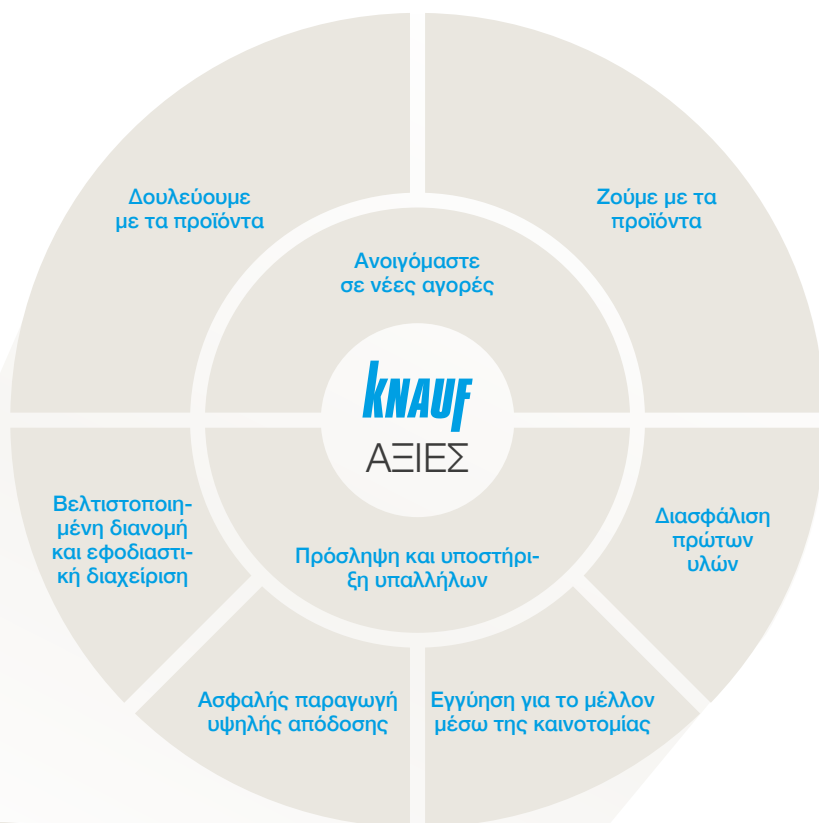 Δουλεύουμε
με τα προϊόντα
Ζούμε με τα
προϊόντα
Ανοιγόμαστε
σε νέες αγορές
KNAUF
ΑΞΙΕΣ
Βελτιστοποιη-
μένη διανομή
και εφοδιαστι-
κή διαχείριση
Πρόσληψη και υποστήρι-
ξη υπαλλήλων
Διασφάλιση
πρώτων
υλών
Ασφαλής παραγωγή
υψηλής απόδοσης
Εγγύηση για το μέλλον
μέσω της καινοτομίας